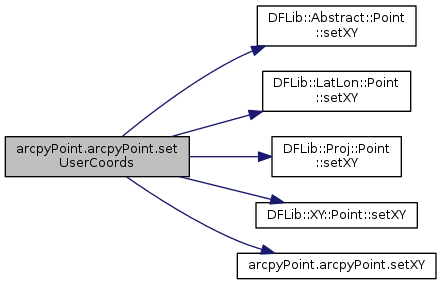 arcpyPoint.arcpyPoint.set
UserCoords
DFLib::Abstract::Point
::setXY
DFLib::LatLon::Point
::setXY
DFLib::Proj::Point
::setXY
DFLib::XY::Point::setXY
arcpyPoint.arcpyPoint.setXY